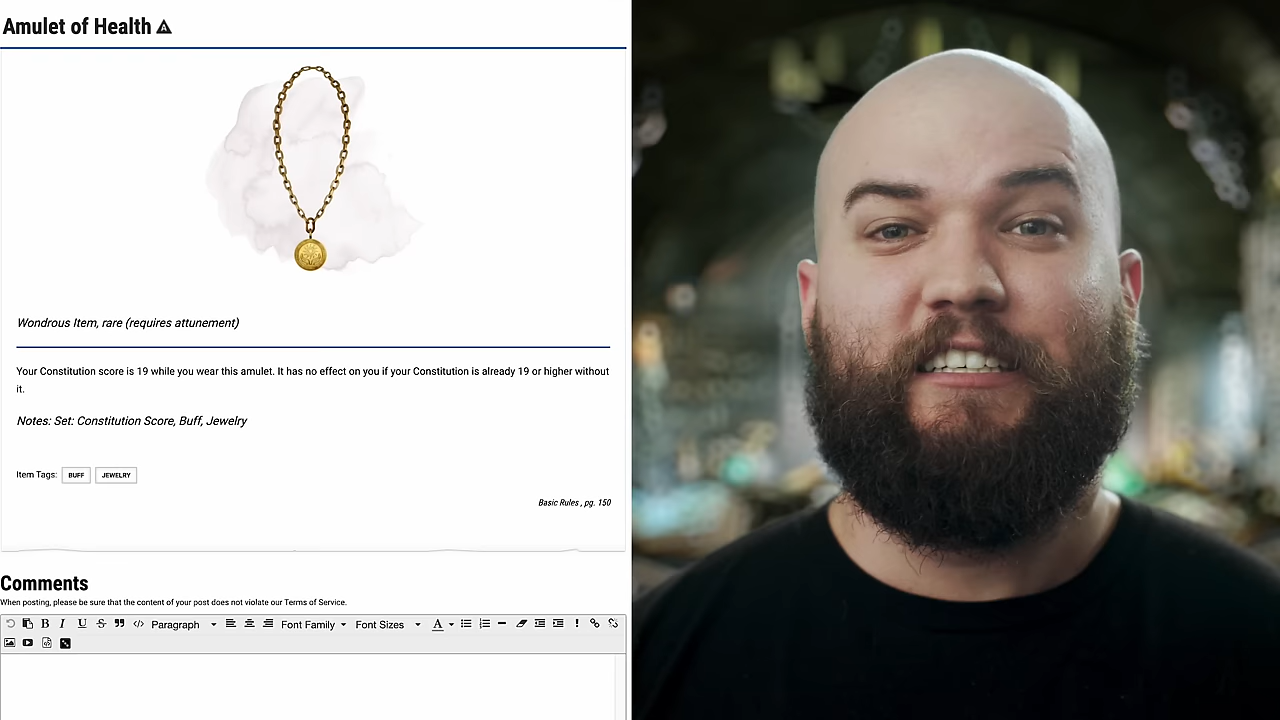 Amulet of Health
Wondrous Item, rare (requires attunement)
Your Constitution score is 19 while you wear this amulet. It has no effect on you if your Constitution is already 19 or higher without
it.
Notes: Set: Constitution Score, Buff, Jewelry
Item Tags: BUFF JEWELRY
Basic Rules , pg. 150
Comments
When posting, please be sure that the content of your post does not violate our Terms of Service.
B I U S Paragraph Font Family Font Sizes A